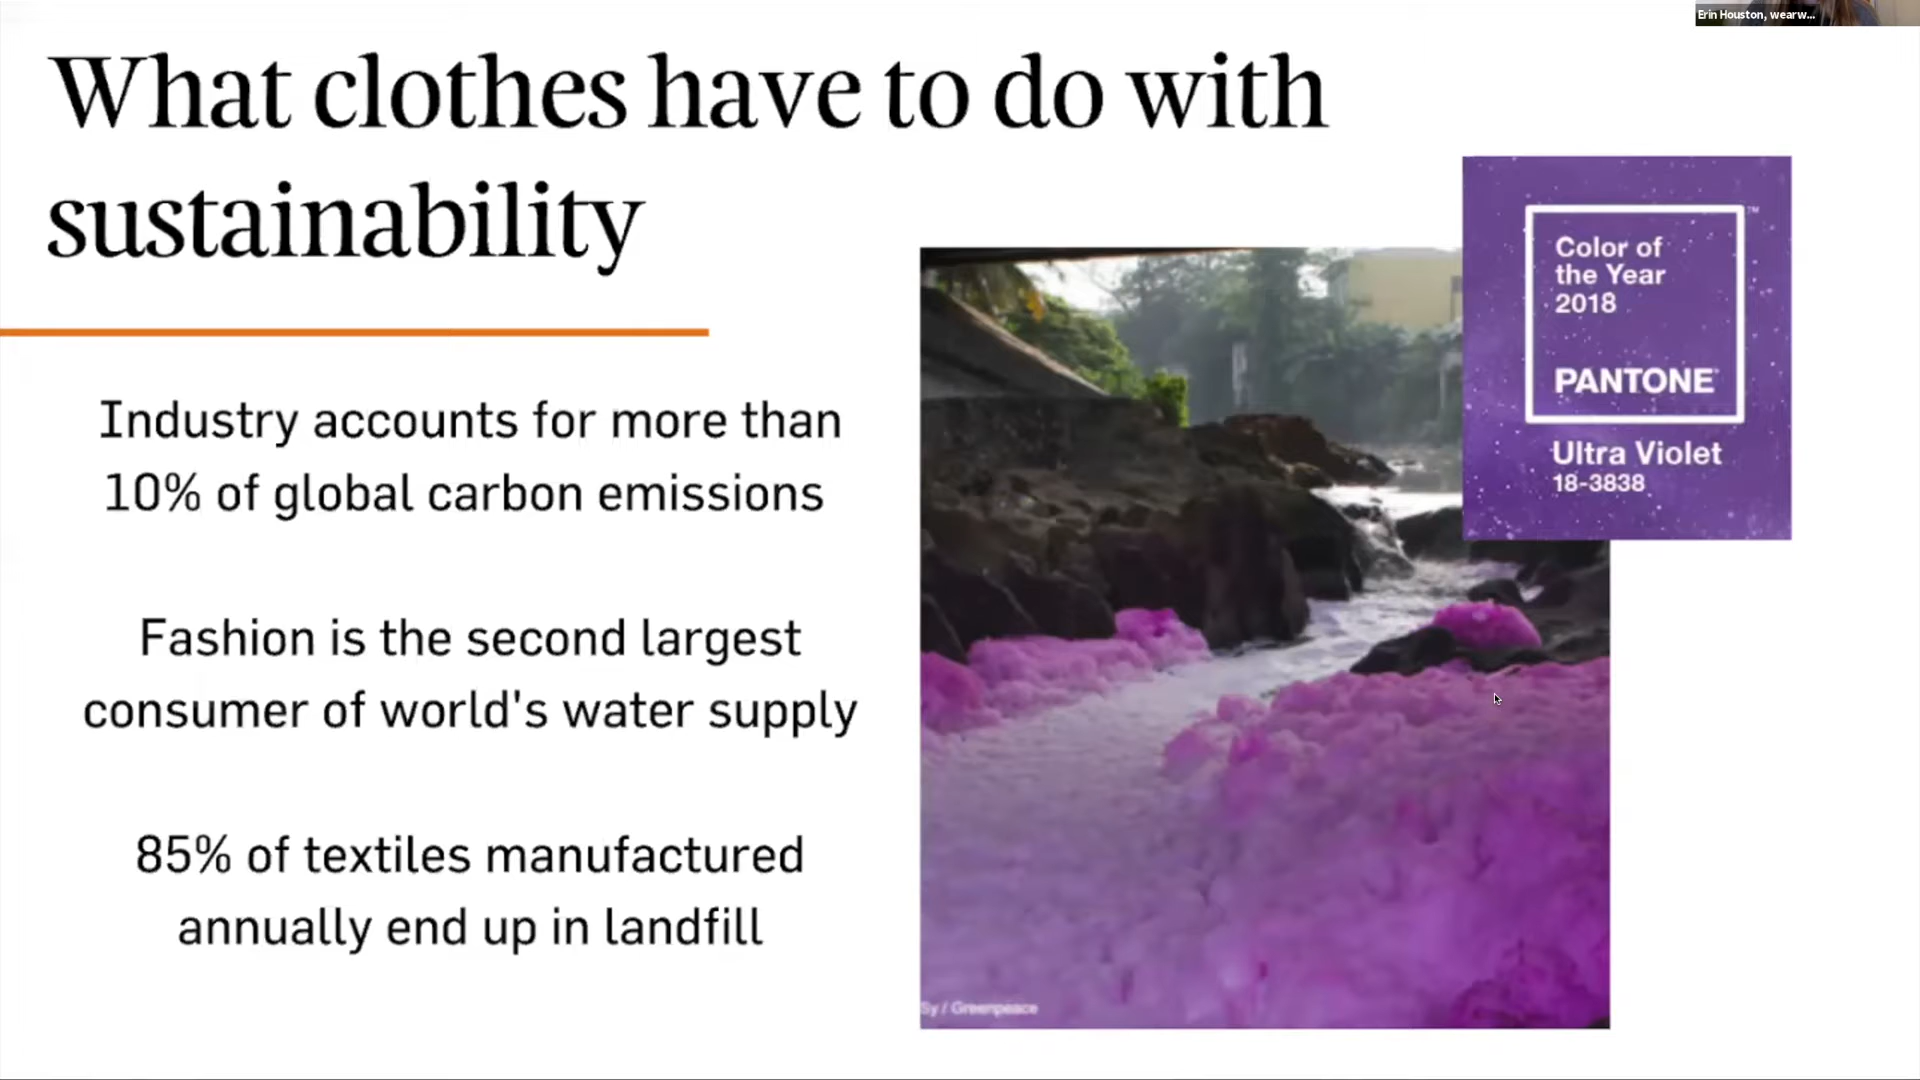 Erin Houston, wearw...
What clothes have to do with
sustainability
Industry accounts for more than
10% of global carbon emissions
Fashion is the second largest
consumer of world's water supply
85% of textiles manufactured
annually end up in landfill
Color of
the Year
2018
PANTONE
Ultra Violet
18-3838
Sy / Greenpeace